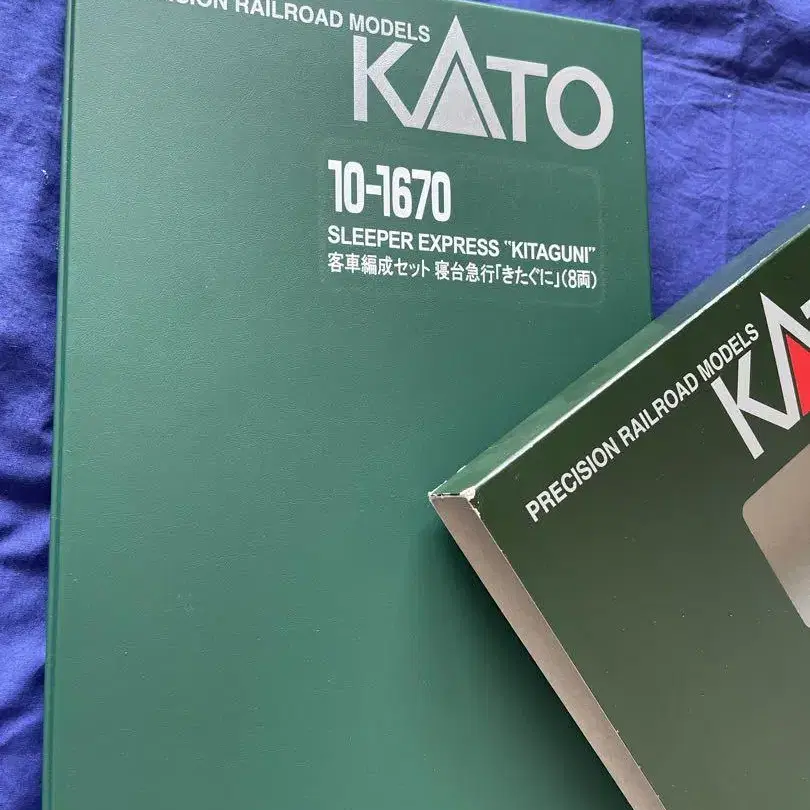 PRECISION RAILROAD MODELS
KATO
10-1670
SLEEPER EXPRESS "KITAGUNI"
客車編成セット 寝台急行「きたぐに」(8両)
PRECISION RAILROAD MODELS
KATO